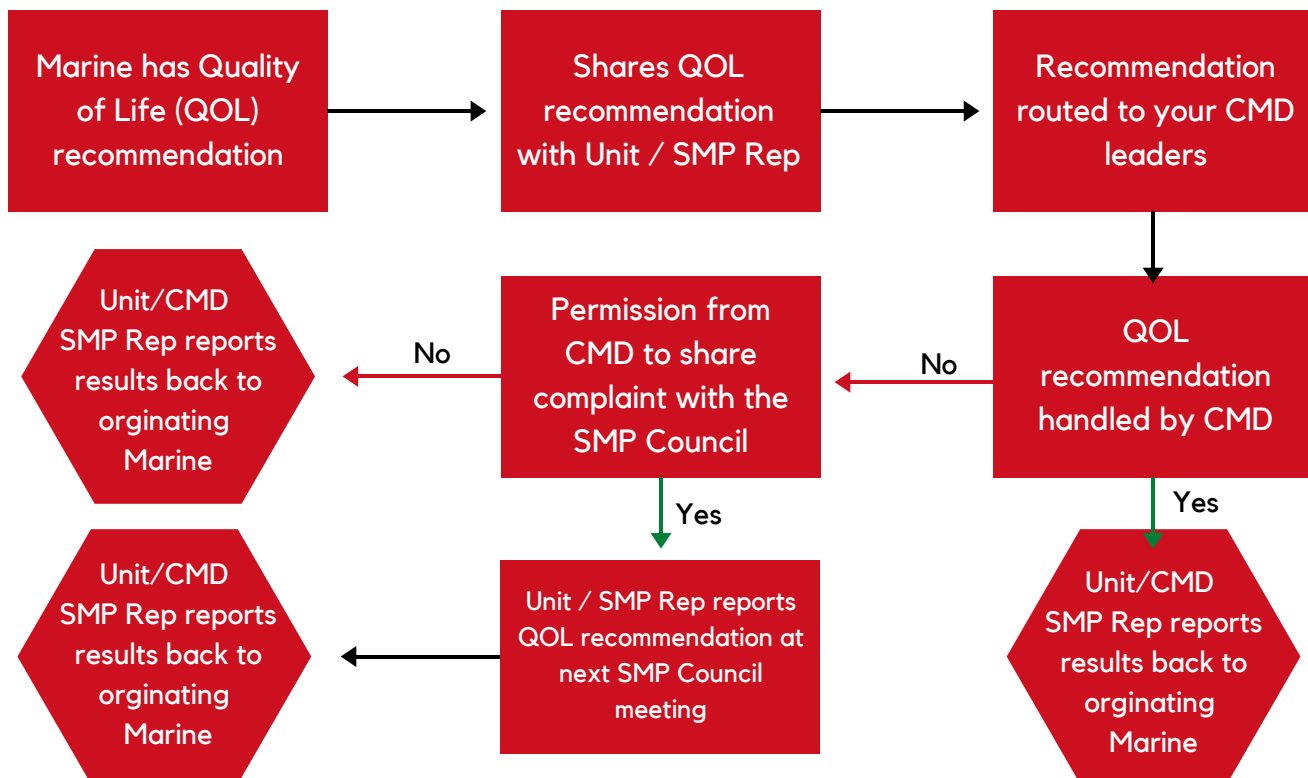 Marine has Quality
of Life (QOL)
recommendation
Shares QOL
recommendation
with Unit / SMP Rep
Recommendation
routed to your CMD
leaders
QOL
recommendation
handled by CMD
No
Permission from
CMD to share
complaint with the
SMP Council
No
Unit/CMD
SMP Rep reports
results back to
orginating
Marine
Yes
Unit / SMP Rep reports
QOL recommendation at
next SMP Council
meeting
Unit/CMD
SMP Rep reports
results back to
orginating
Marine
Yes
Unit/CMD
SMP Rep reports
results back to
orginating
Marine